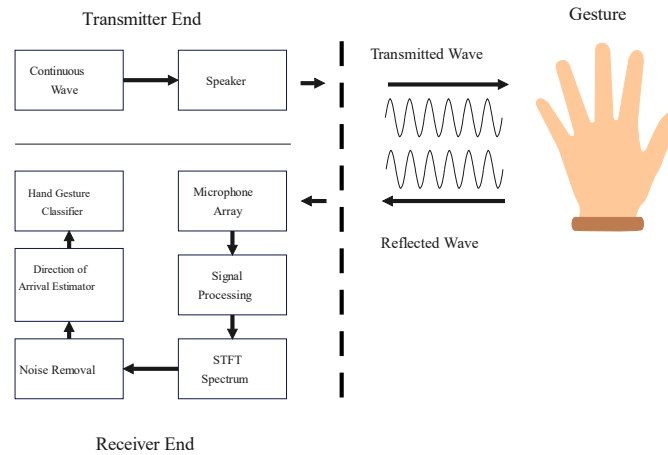 Transmitter End
Gesture
Continuous
Wave
Speaker
Transmitted Wave
Hand Gesture
Classifier
Microphone
Array
Reflected Wave
Direction of
Arrival Estimator
Signal
Processing
Noise Removal
STFT
Spectrum
Receiver End